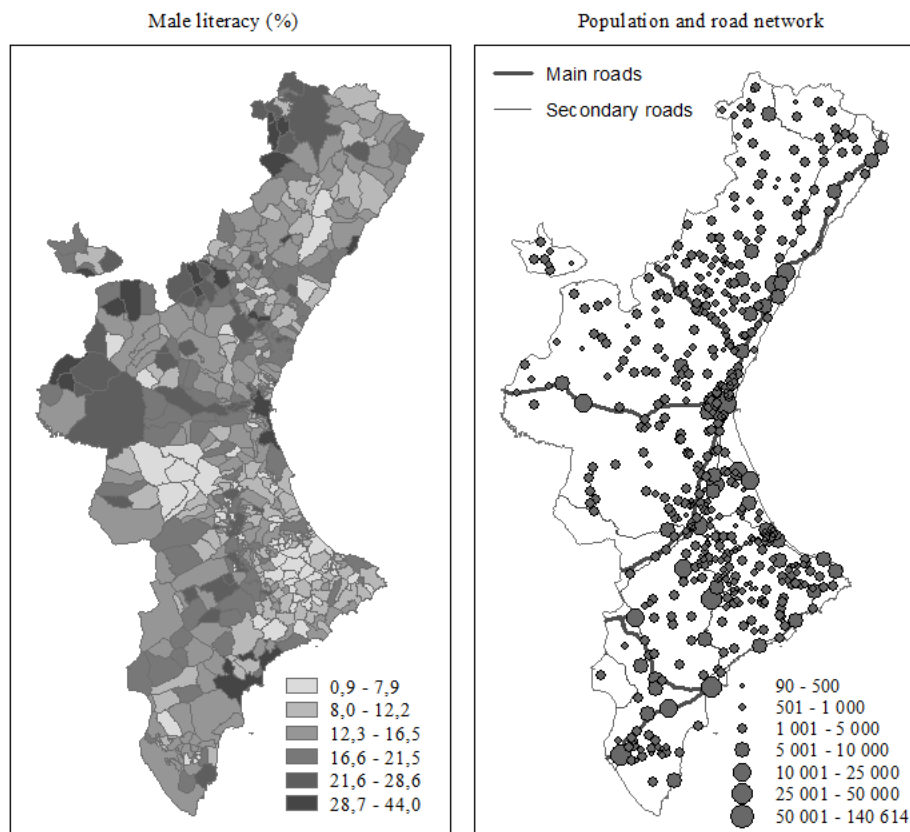 Male literacy (%)
Population and road network
Main roads
Secondary roads
0,9 - 7,9
8,0 - 12,2
12,3 - 16,5
16,6 - 21,5
21,6 - 28,6
28,7 - 44,0
90 - 500
501 - 1 000
1 001 - 5 000
5 001 - 10 000
10 001 - 25 000
25 001 - 50 000
50 001 - 140 614